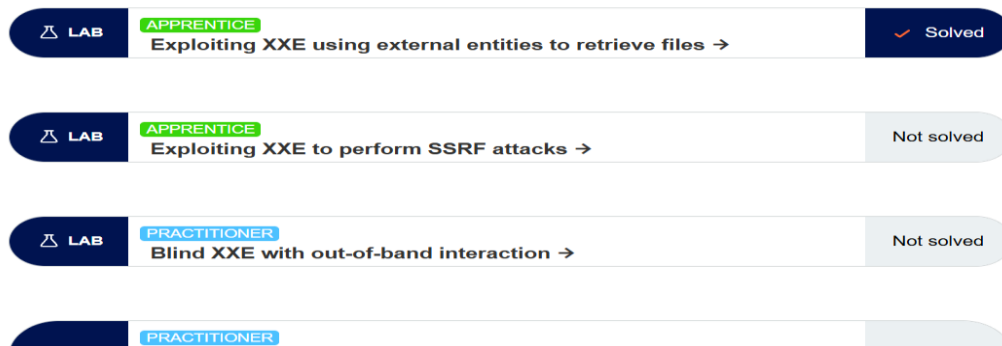 LAB
APPRENTICE
Exploiting XXE using external entities to retrieve files →
Solved
LAB
APPRENTICE
Exploiting XXE to perform SSRF attacks →
Not solved
LAB
PRACTITIONER
Blind XXE with out-of-band interaction →
Not solved
PRACTITIONER